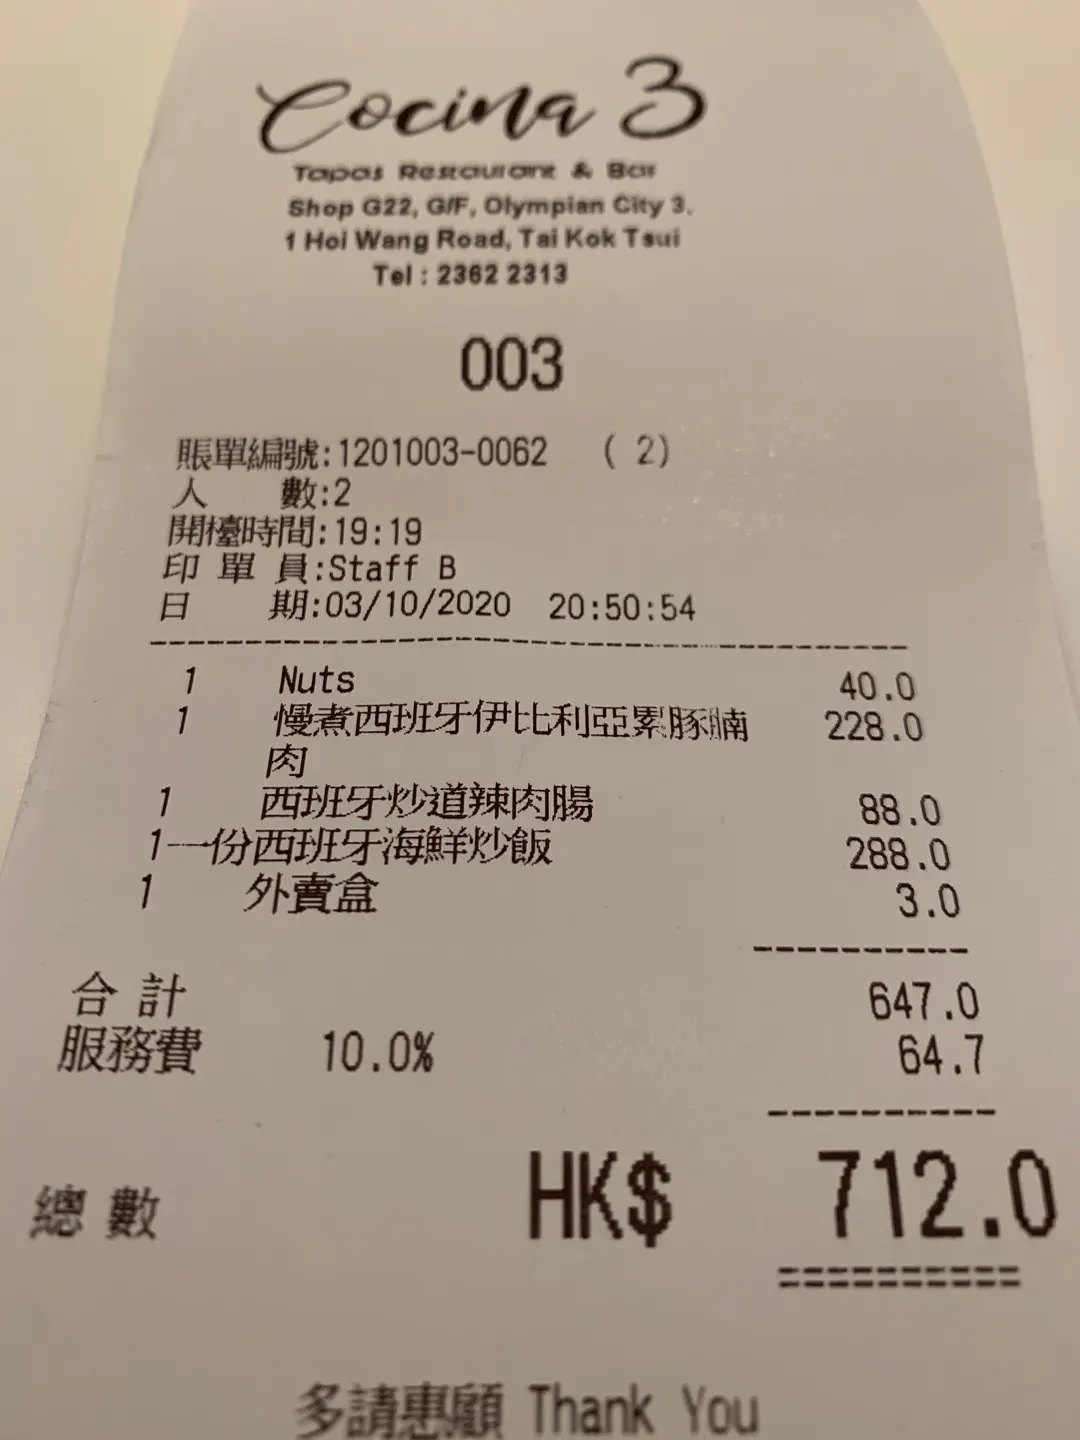 Cocina 3
Tapas Restaurant & Bar
Shop G22, G/F, Olympian City 3,
1 Hoi Wang Road, Tai Kok Tsui
Tel : 2362 2313
003
賬單編號:1201003-0062 ( 2)
人 數:2
開檯時間:19:19
印 單 員:Staff B
日 期:03/10/2020 20:50:54
1 Nuts 40.0
1 慢煮西班牙伊比利亞累豚腩 228.0
肉
1 西班牙炒道辣肉腸 88.0
1一份西班牙海鮮炒飯 288.0
1 外賣盒 3.0
合 計 647.0
服務費 10.0% 64.7
總 數 HK$ 712.0
多請惠顧 Thank You